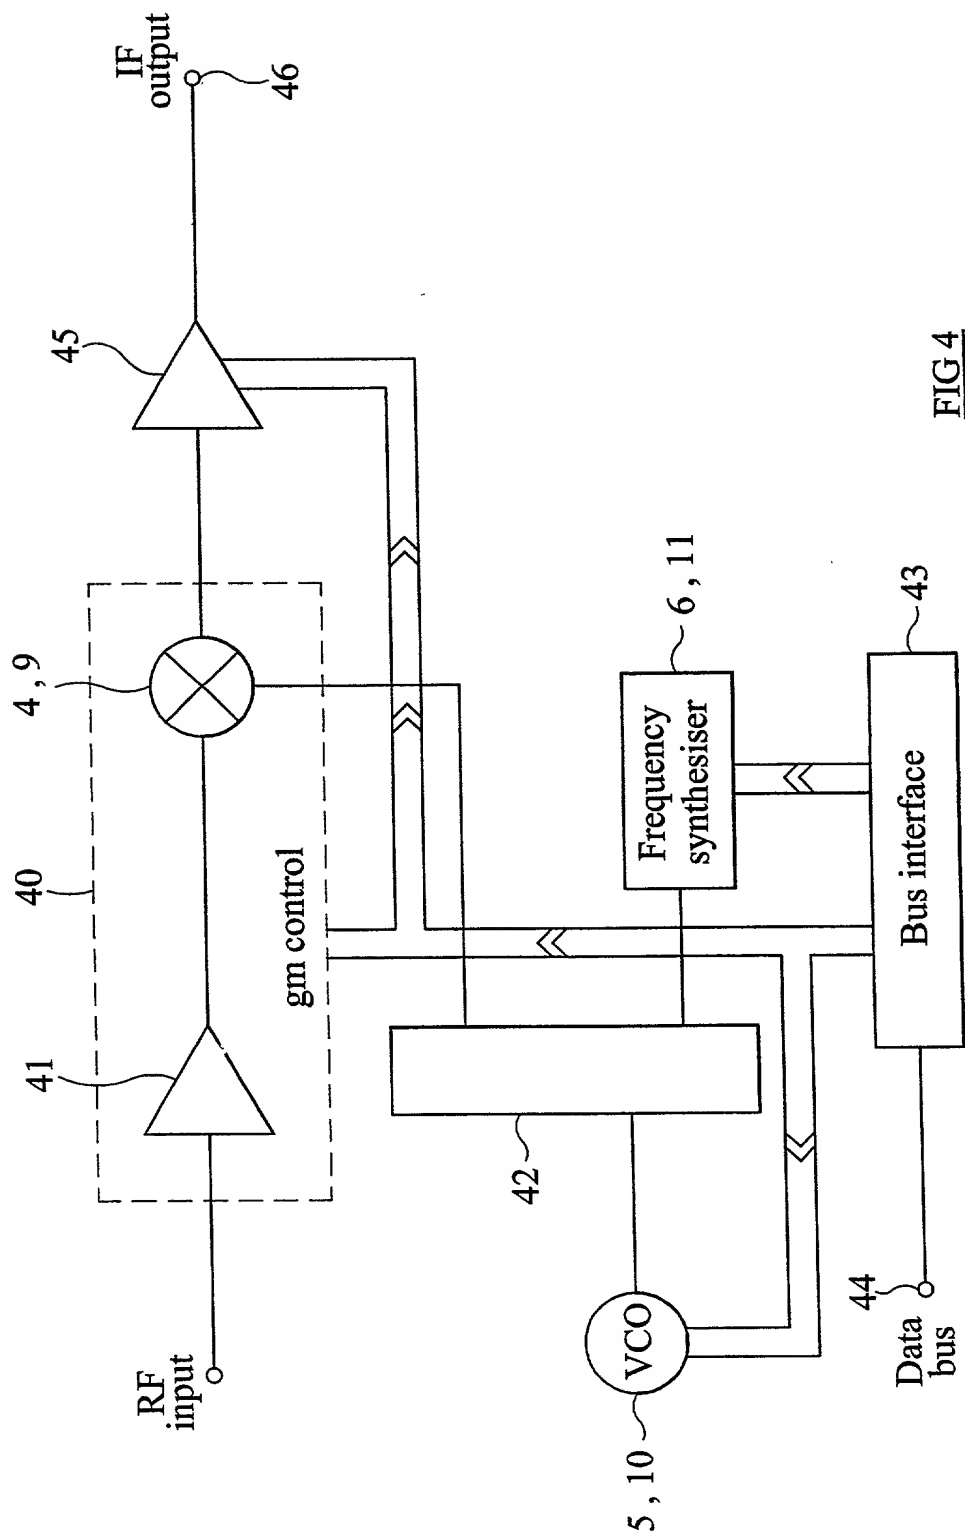 RF
input
41
40
4 , 9
45
IF
output
46
gm control
42
Frequency
synthesiser
6 , 11
VCO
5 , 10
Bus interface
43
44
Data
bus
FIG 4